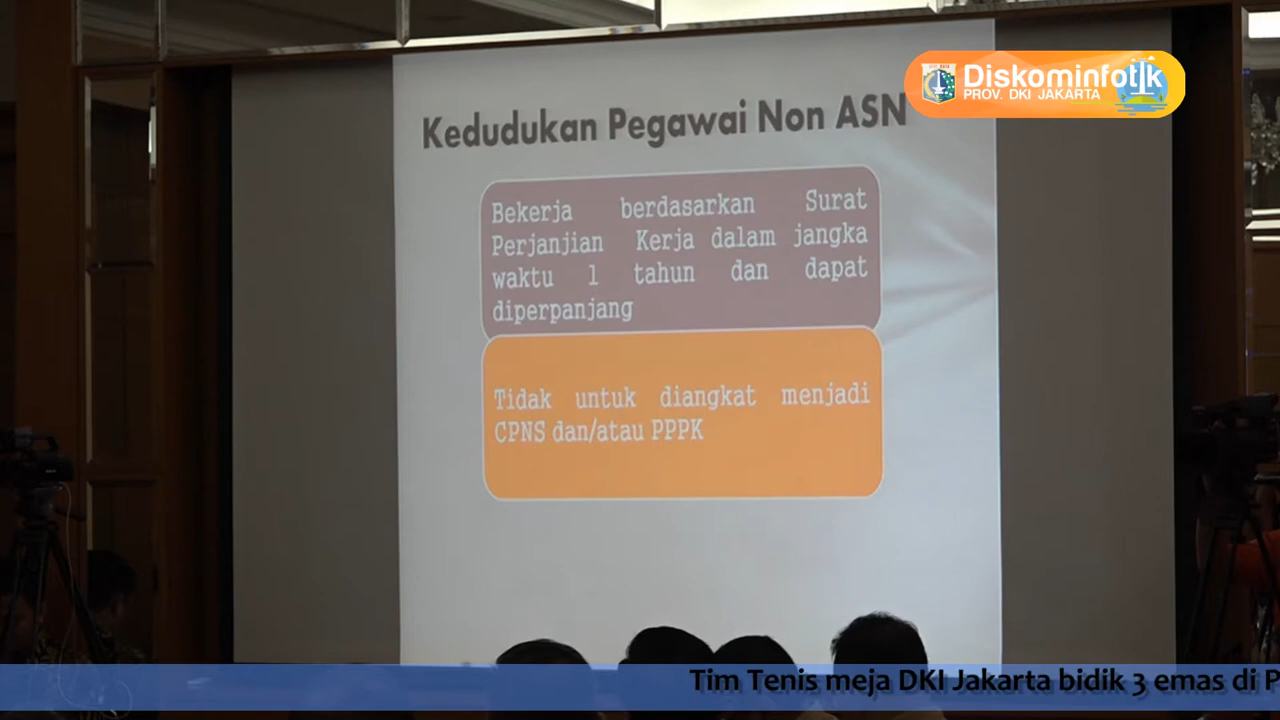 Diskominfotik
PROV. DKI JAKARTA
Kedudukan Pegawai Non ASN
Bekerja berdasarkan Surat
Perjanjian Kerja dalam jangka
waktu 1 tahun dan dapat
diperpanjang
Tidak untuk diangkat menjadi
CPNS dan/atau PPPK
Tim Tenis meja DKI Jakarta bidik 3 emas di P